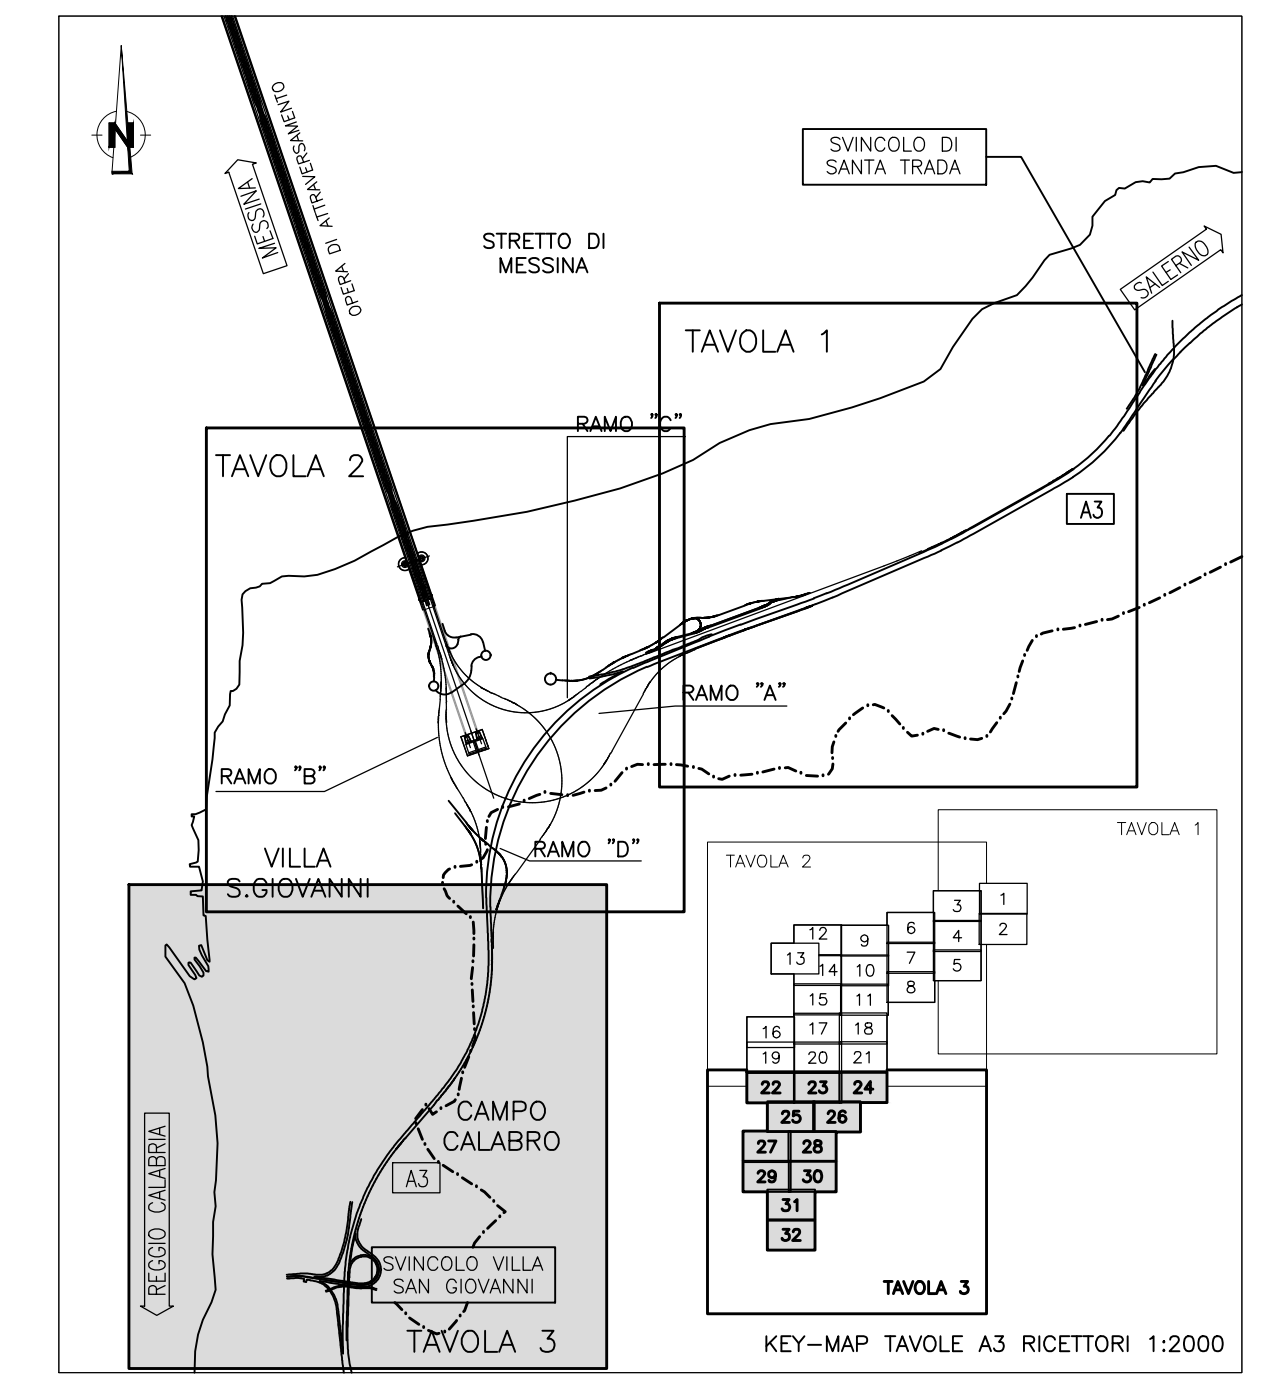 N
OPERA DI ATTRAVERSAMENTO
MESSINA
STRETTO DI
MESSINA
SVINCOLO DI
SANTA TRADA
SALERNO
TAVOLA 1
RAMO "C"
TAVOLA 2
A3
RAMO "A"
RAMO "B"
RAMO "D"
VILLA
S.GIOVANNI
CAMPO
CALABRO
A3
REGGIO CALABRIA
SVINCOLO VILLA
SAN GIOVANNI
TAVOLA 3
TAVOLA 1
TAVOLA 2
1
3
2
6
4
12
9
7
5
13
14
10
8
15
11
16
17
18
19
20
21
22
23
24
25
26
27
28
29
30
31
32
TAVOLA 3
KEY-MAP TAVOLE A3 RICETTORI 1:2000